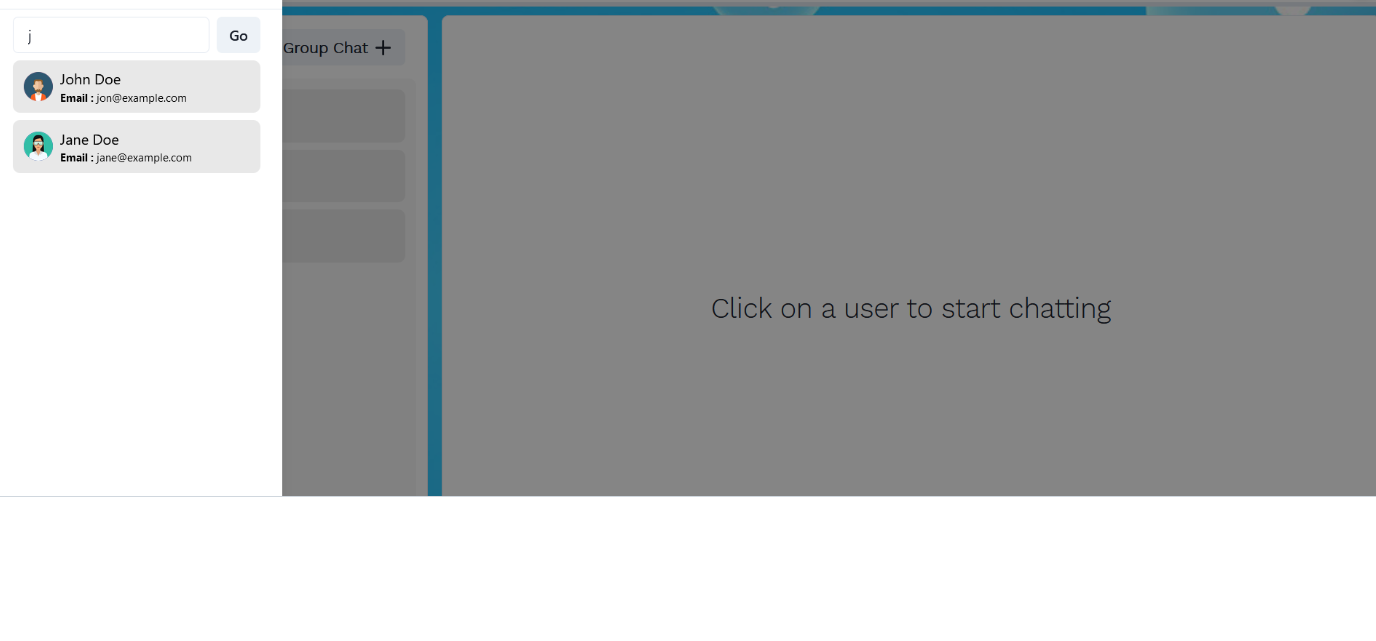 j
Go
John Doe
Email : jon@example.com
Jane Doe
Email : jane@example.com
Group Chat +
Click on a user to start chatting